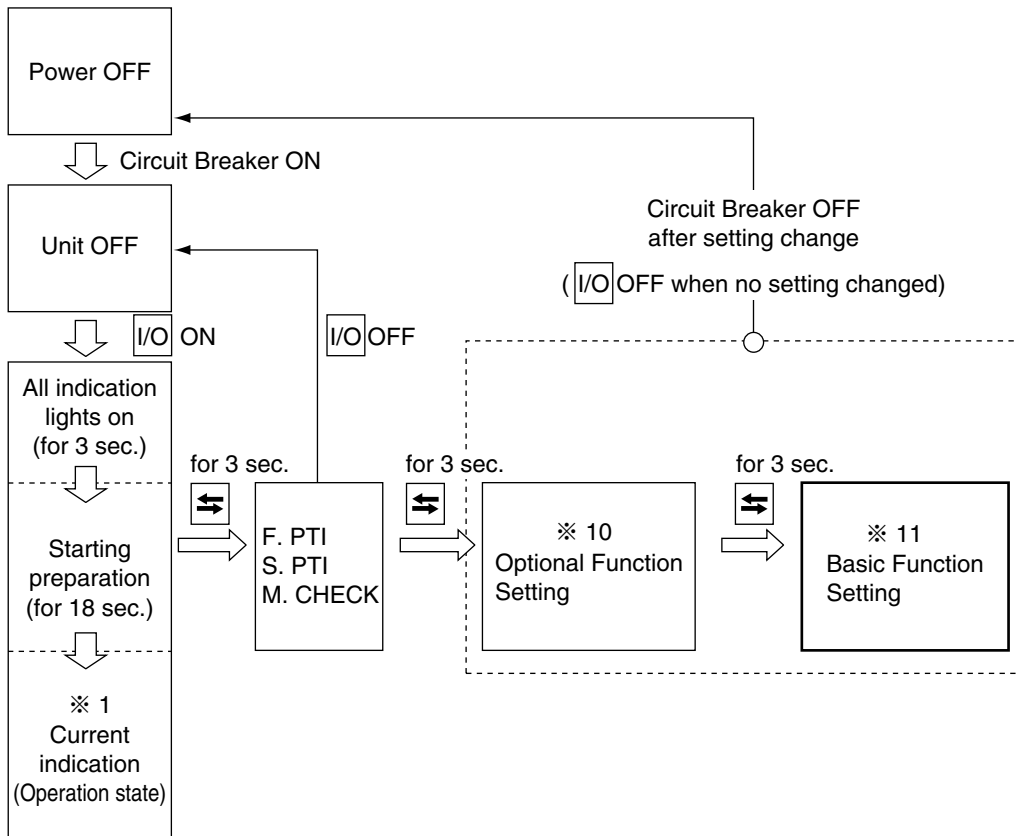 Power OFF
Circuit Breaker ON
Unit OFF
Circuit Breaker OFF
after setting change
( I/O OFF when no setting changed)
I/O ON
I/O OFF
All indication
lights on
(for 3 sec.)
for 3 sec.
for 3 sec.
for 3 sec.
Starting
preparation
(for 18 sec.)
F. PTI
S. PTI
M. CHECK
※ 10
Optional Function
Setting
※ 11
Basic Function
Setting
※ 1
Current
indication
(Operation state)